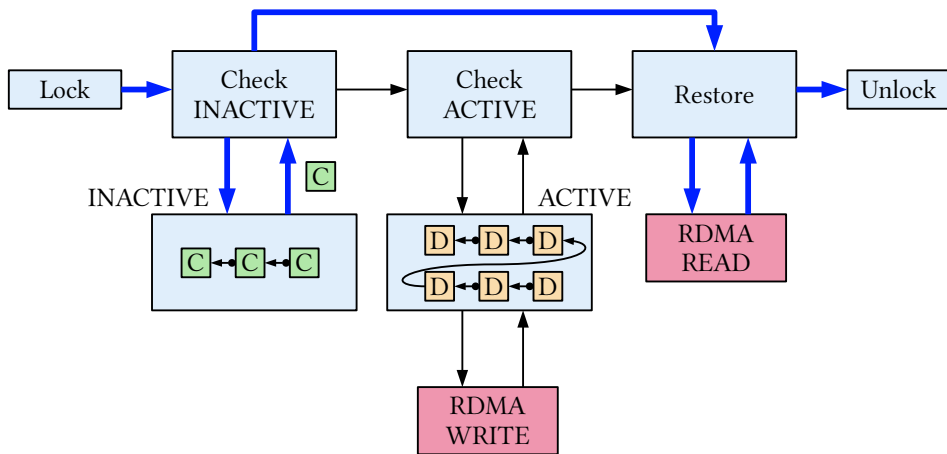 Lock
Check
INACTIVE
Check
ACTIVE
Restore
Unlock
C
INACTIVE
ACTIVE
C C C
D D D
D D D
RDMA
READ
RDMA
WRITE